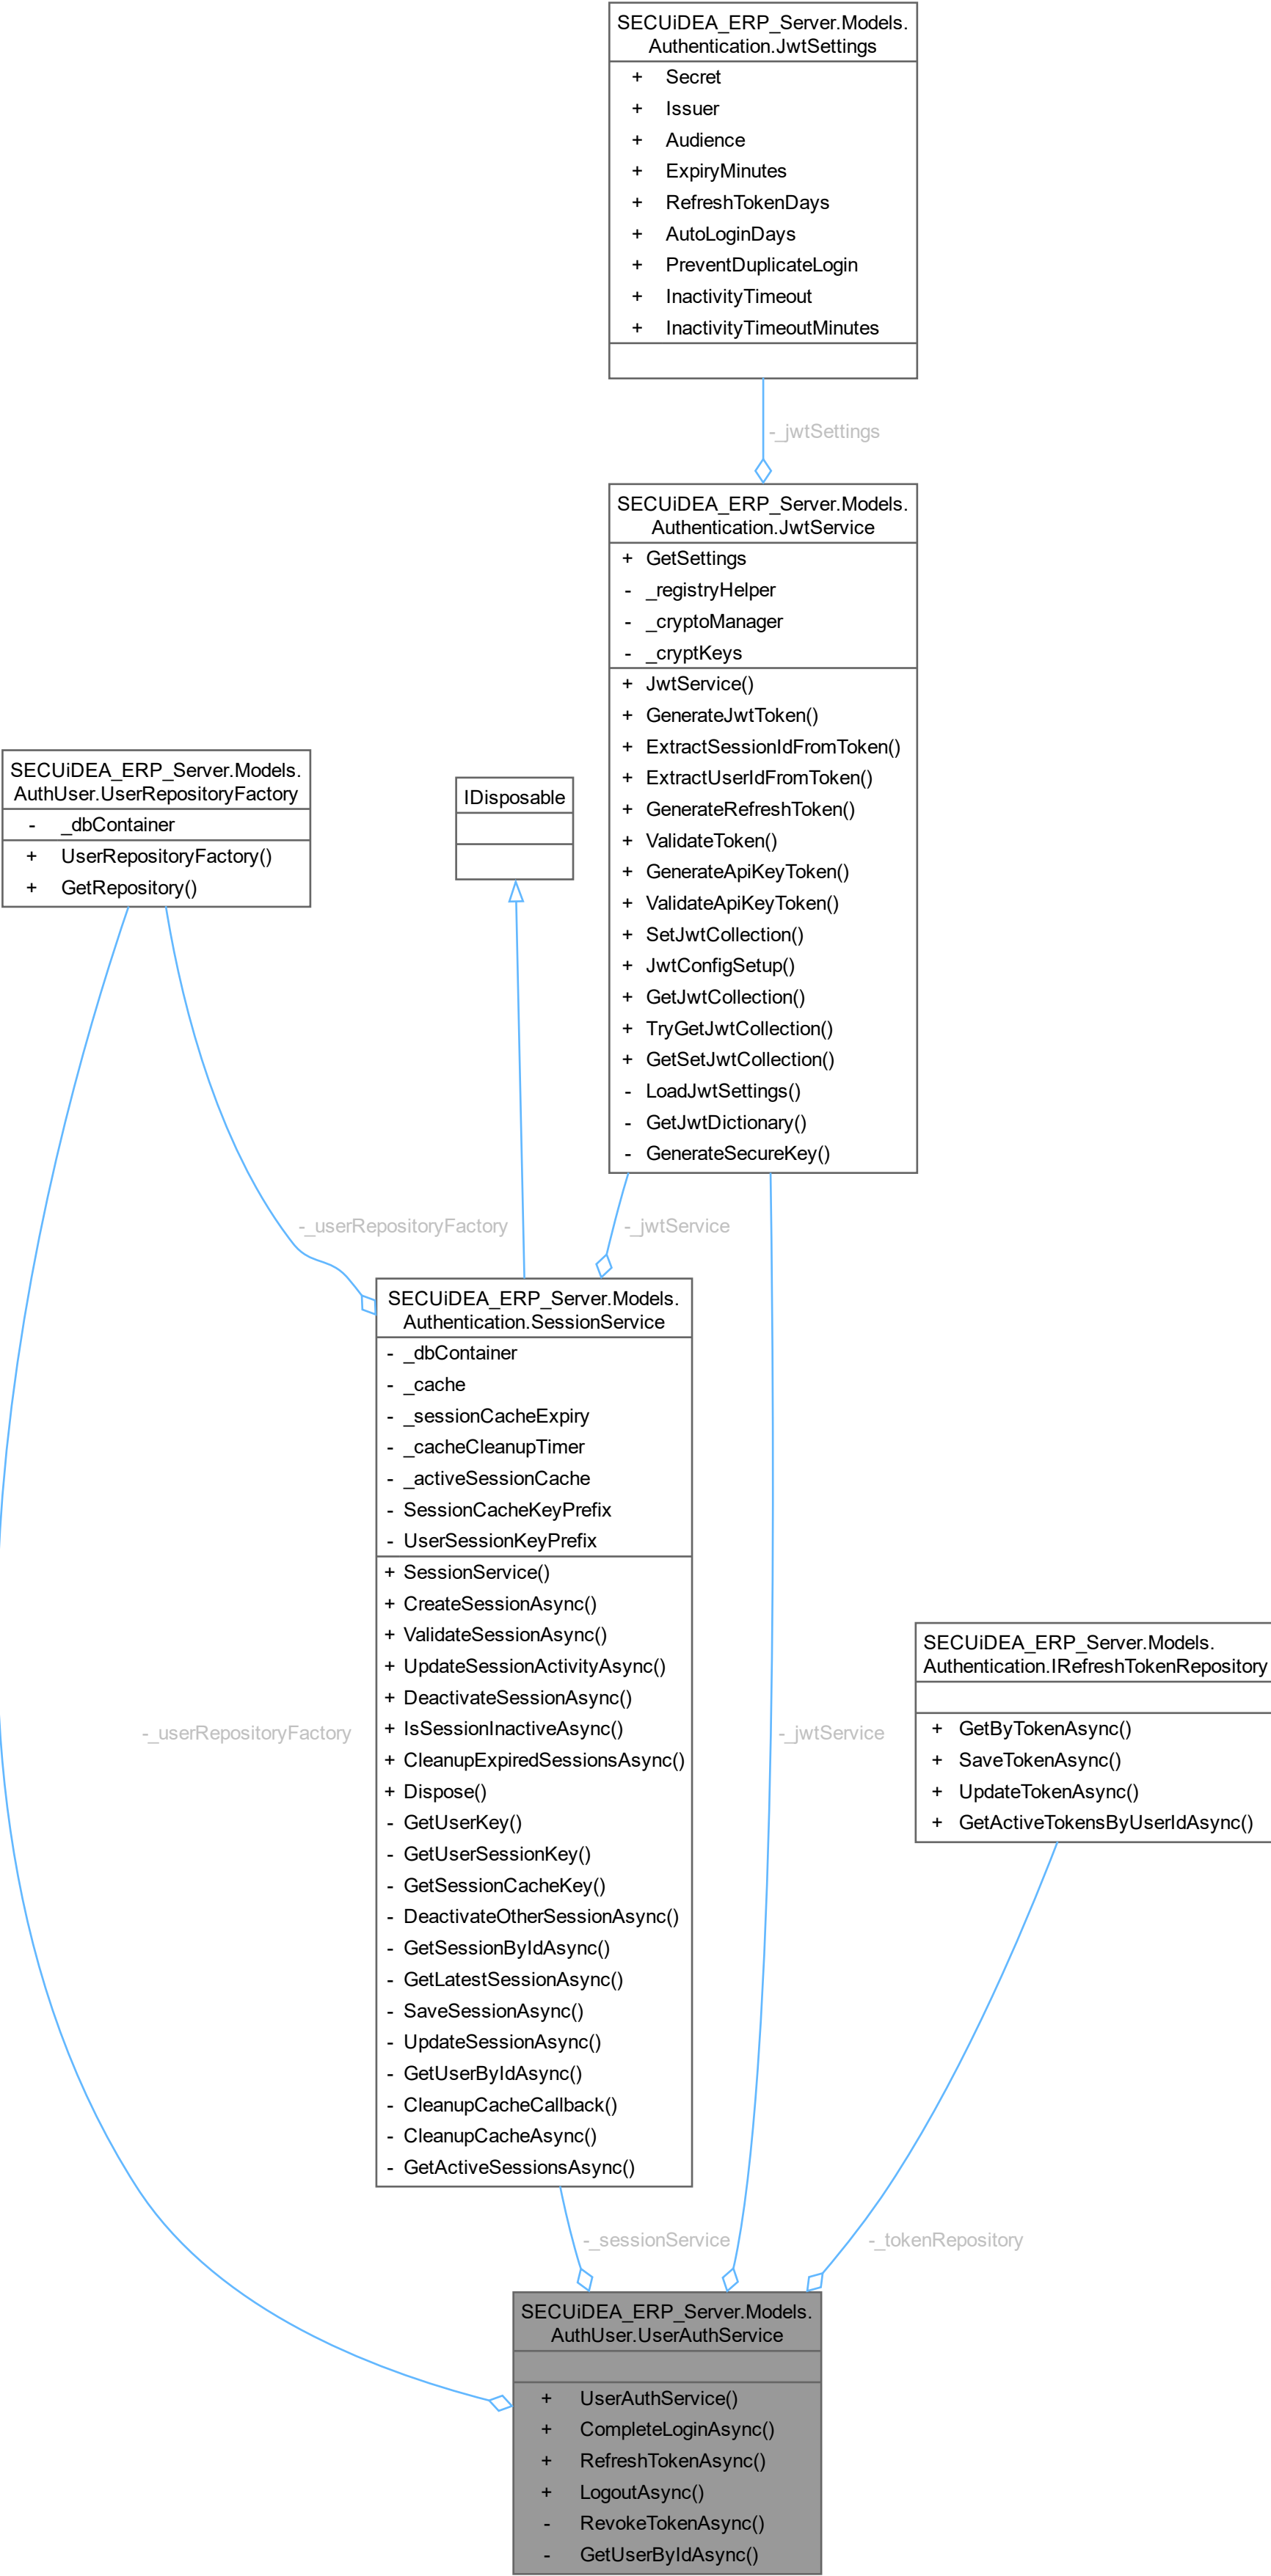 SECUiDEA_ERP_Server.Models.
Authentication.JwtSettings
+ Secret
+ Issuer
+ Audience
+ ExpiryMinutes
+ RefreshTokenDays
+ AutoLoginDays
+ PreventDuplicateLogin
+ InactivityTimeout
+ InactivityTimeoutMinutes
-_jwtSettings
SECUiDEA_ERP_Server.Models.
Authentication.JwtService
+ GetSettings
- _registryHelper
- _cryptoManager
- _cryptKeys
+ JwtService()
+ GenerateJwtToken()
+ ExtractSessionIdFromToken()
+ ExtractUserIdFromToken()
+ GenerateRefreshToken()
+ ValidateToken()
+ GenerateApiKeyToken()
+ ValidateApiKeyToken()
+ SetJwtCollection()
+ JwtConfigSetup()
+ GetJwtCollection()
+ TryGetJwtCollection()
+ GetSetJwtCollection()
- LoadJwtSettings()
- GetJwtDictionary()
- GenerateSecureKey()
SECUiDEA_ERP_Server.Models.
AuthUser.UserRepositoryFactory
- _dbContainer
+ UserRepositoryFactory()
+ GetRepository()
IDisposable
-_userRepositoryFactory
-_jwtService
SECUiDEA_ERP_Server.Models.
Authentication.SessionService
- _dbContainer
- _cache
- _sessionCacheExpiry
- _cacheCleanupTimer
- _activeSessionCache
- SessionCacheKeyPrefix
- UserSessionKeyPrefix
+ SessionService()
+ CreateSessionAsync()
+ ValidateSessionAsync()
+ UpdateSessionActivityAsync()
+ DeactivateSessionAsync()
+ IsSessionInactiveAsync()
+ CleanupExpiredSessionsAsync()
+ Dispose()
- GetUserKey()
- GetUserSessionKey()
- GetSessionCacheKey()
- DeactivateOtherSessionAsync()
- GetSessionByIdAsync()
- GetLatestSessionAsync()
- SaveSessionAsync()
- UpdateSessionAsync()
- GetUserByIdAsync()
- CleanupCacheCallback()
- CleanupCacheAsync()
- GetActiveSessionsAsync()
SECUiDEA_ERP_Server.Models.
Authentication.IRefreshTokenRepository
+ GetByTokenAsync()
+ SaveTokenAsync()
+ UpdateTokenAsync()
+ GetActiveTokensByUserIdAsync()
-_userRepositoryFactory
-_jwtService
-_sessionService
-_tokenRepository
SECUiDEA_ERP_Server.Models.
AuthUser.UserAuthService
+ UserAuthService()
+ CompleteLoginAsync()
+ RefreshTokenAsync()
+ LogoutAsync()
- RevokeTokenAsync()
- GetUserByIdAsync()